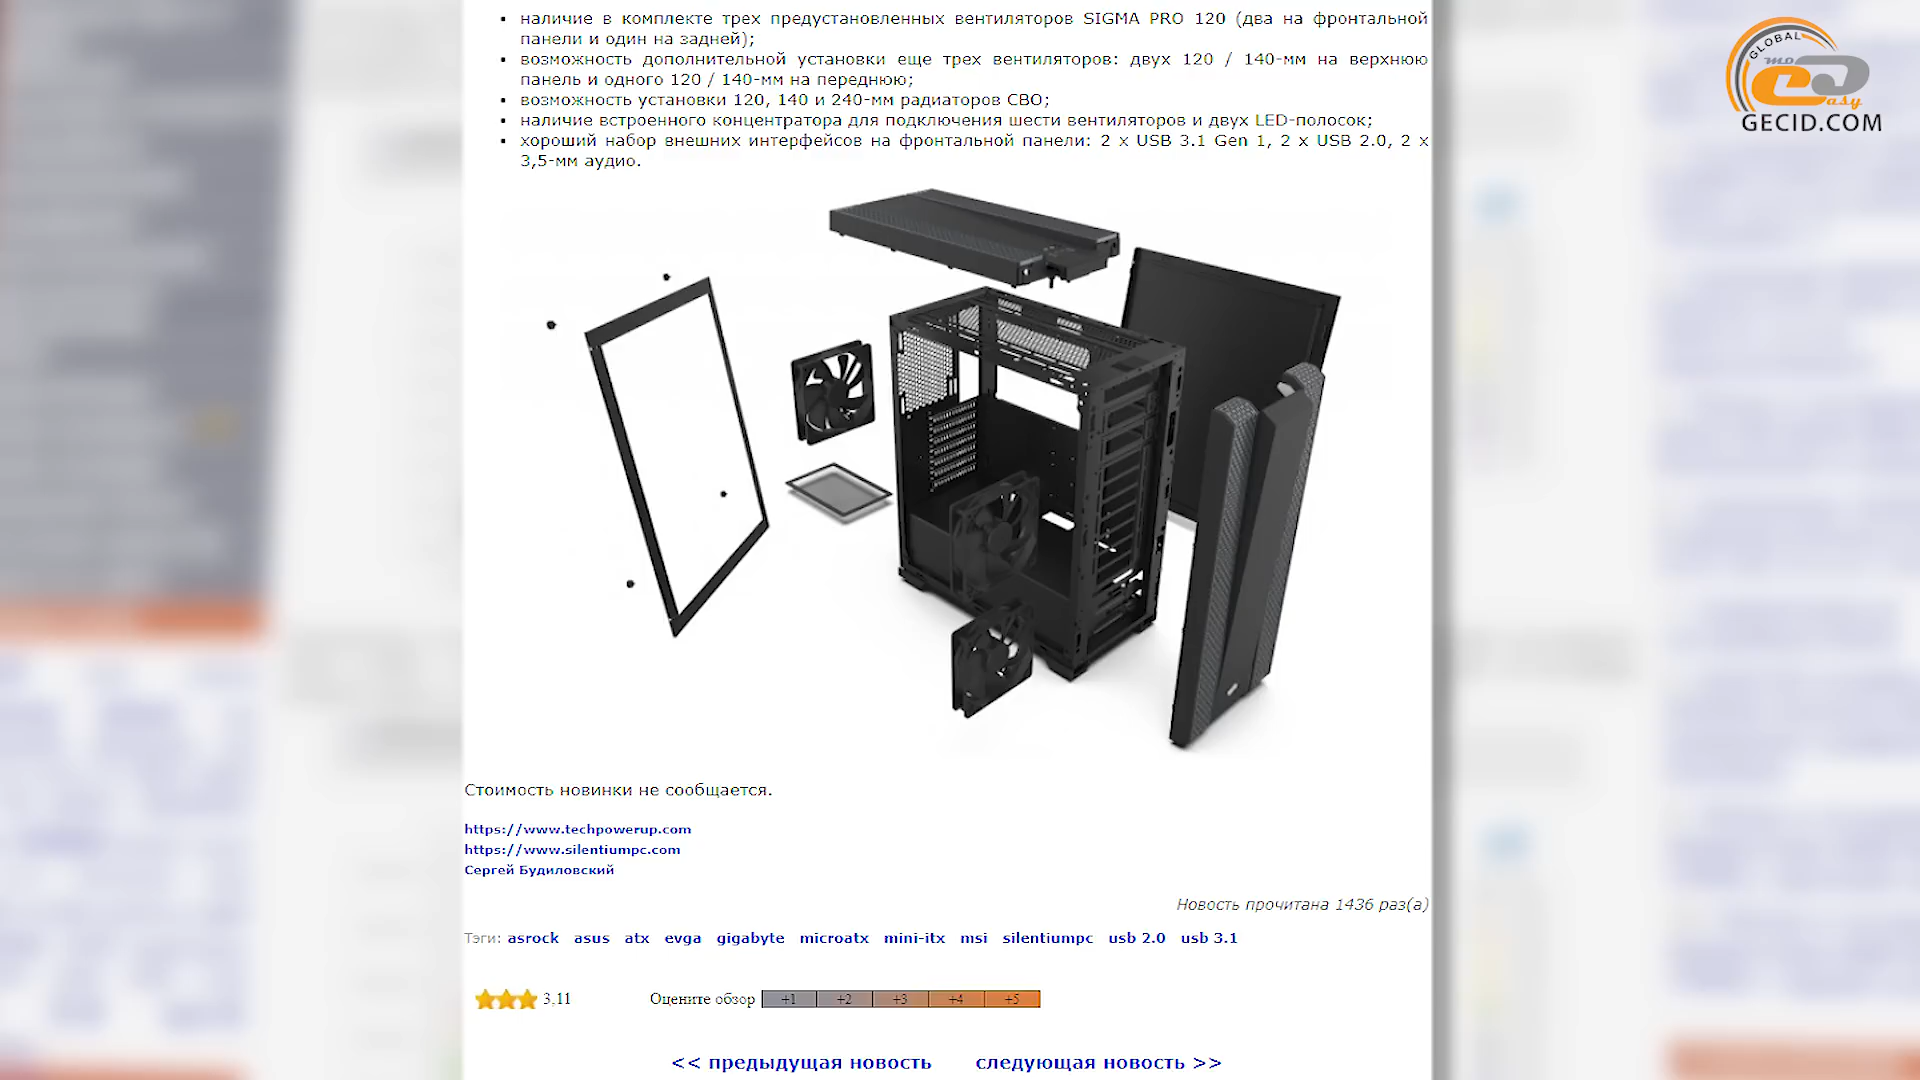 наличие в комплекте трех предустановленных вентиляторов SIGMA PRO 120 (два на фронтальной
панели и один на задней);
возможность дополнительной установки еще трех вентиляторов: двух 120 / 140-мм на верхнюю
панель и одного 120 / 140-мм на переднюю;
возможность установки 120, 140 и 240-мм радиаторов СВО;
наличие встроенного концентратора для подключения шести вентиляторов и двух LED-полосок;
хороший набор внешних интерфейсов на фронтальной панели: 2 x USB 3.1 Gen 1, 2 x USB 2.0, 2 x
3,5-мм аудио.
GLOBAL
mo
asy
GECID.COM
Стоимость новинки не сообщается.
https://www.techpowerup.com
https://www.silentiumpc.com
Сергей Будиловский
Новость прочитана 1436 раз(а)
Тэги: asrock asus atx evga gigabyte microatx mini-itx msi silentiumpc usb 2.0 usb 3.1
3,11 Оцените обзор +1 +2 +3 +4 +5
<< предыдущая новость следующая новость >>